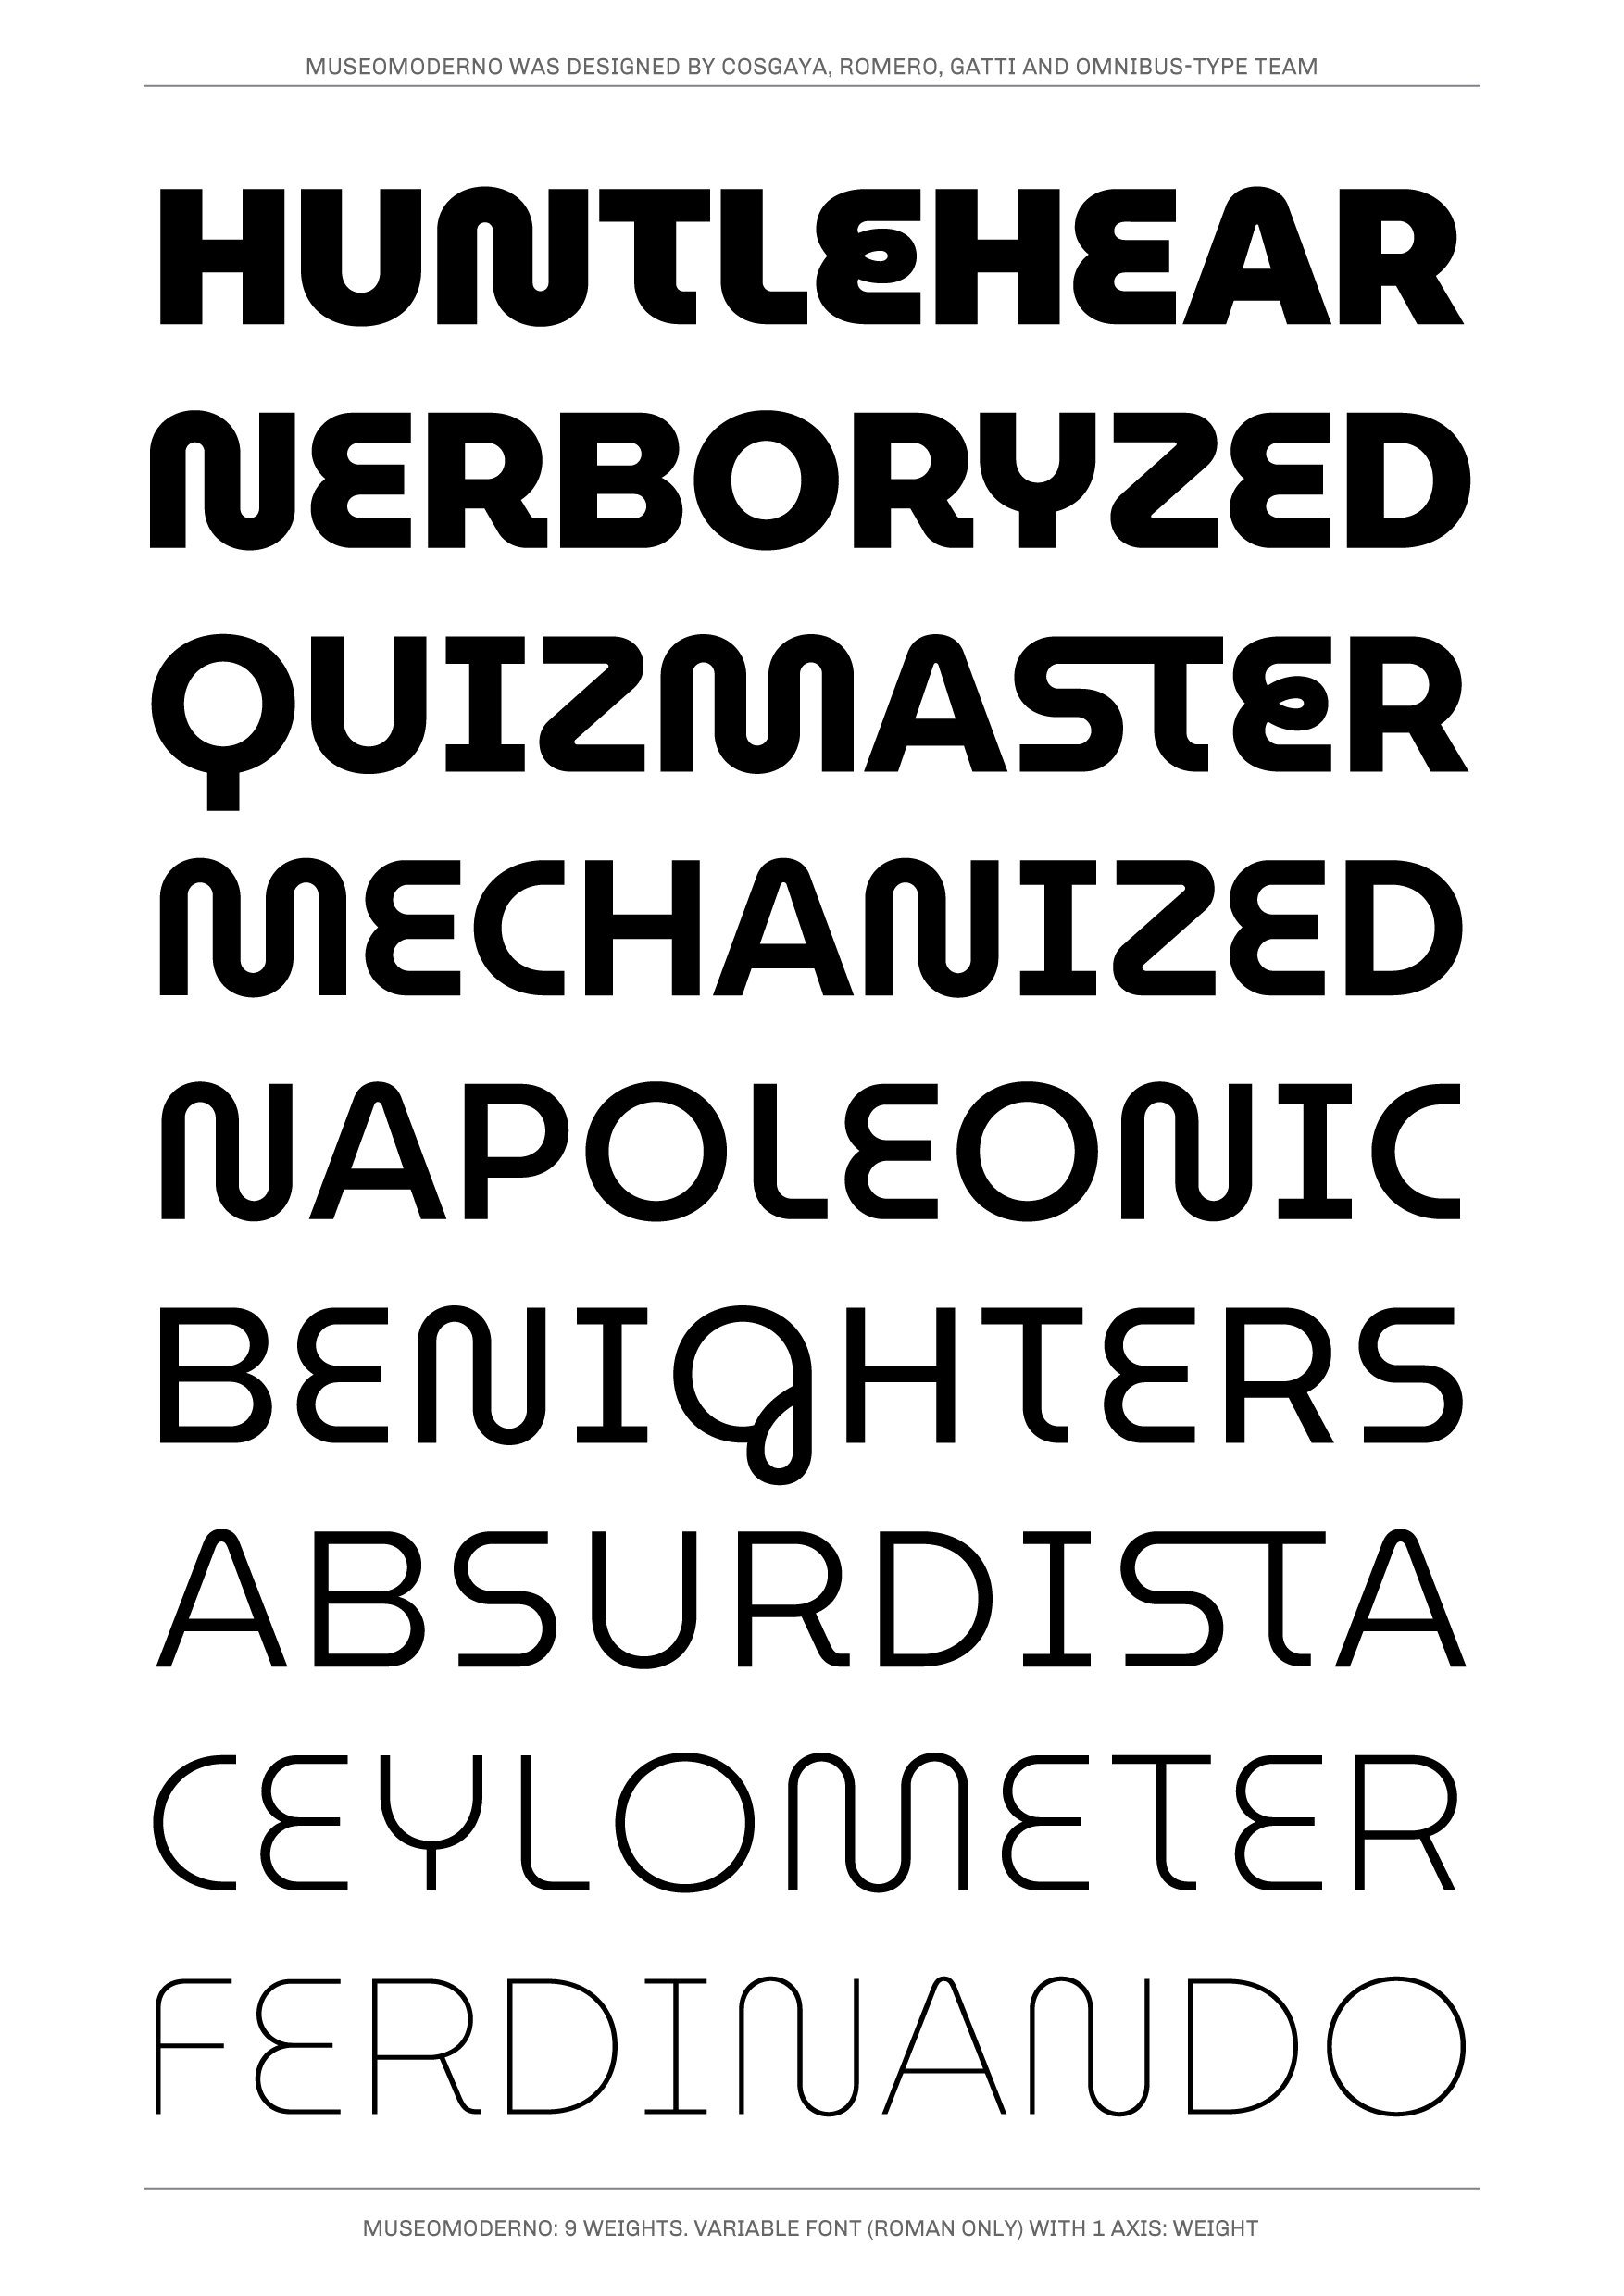 MUSEOMODERNO WAS DESIGNED BY COSGAYA, ROMERO, GATTI AND OMNIBUS-TYPE TEAM
HUNTLEHEAR
NERBORYZED
QUIZMASTER
MECHANIZED
NAPOLEONIC
BENIGHTERS
ABSURDISTA
CEYLOMETER
FERDINANDO
MUSEOMODERNO: 9 WEIGHTS. VARIABLE FONT (ROMAN ONLY) WITH 1 AXIS: WEIGHT